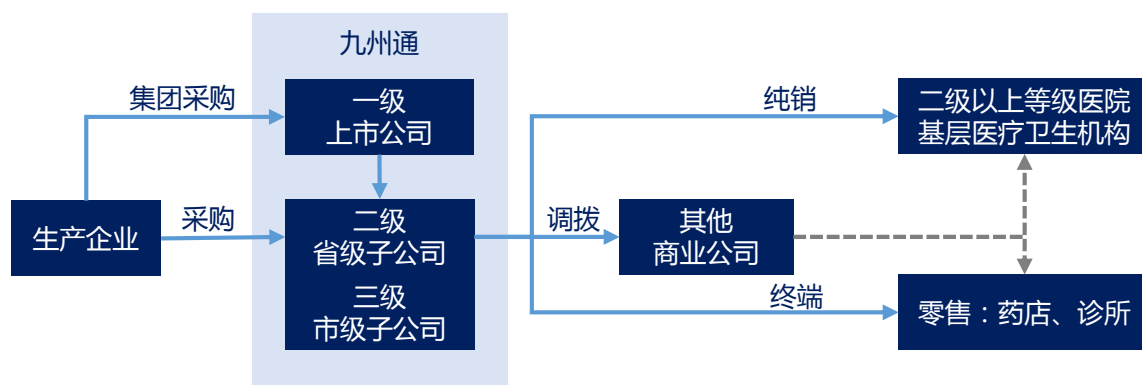 九州通
集团采购
一级
上市公司
纯销
二级以上等级医院
基层医疗卫生机构
生产企业
采购
二级
省级子公司
三级
市级子公司
调拨
其他
商业公司
终端
零售：药店、诊所